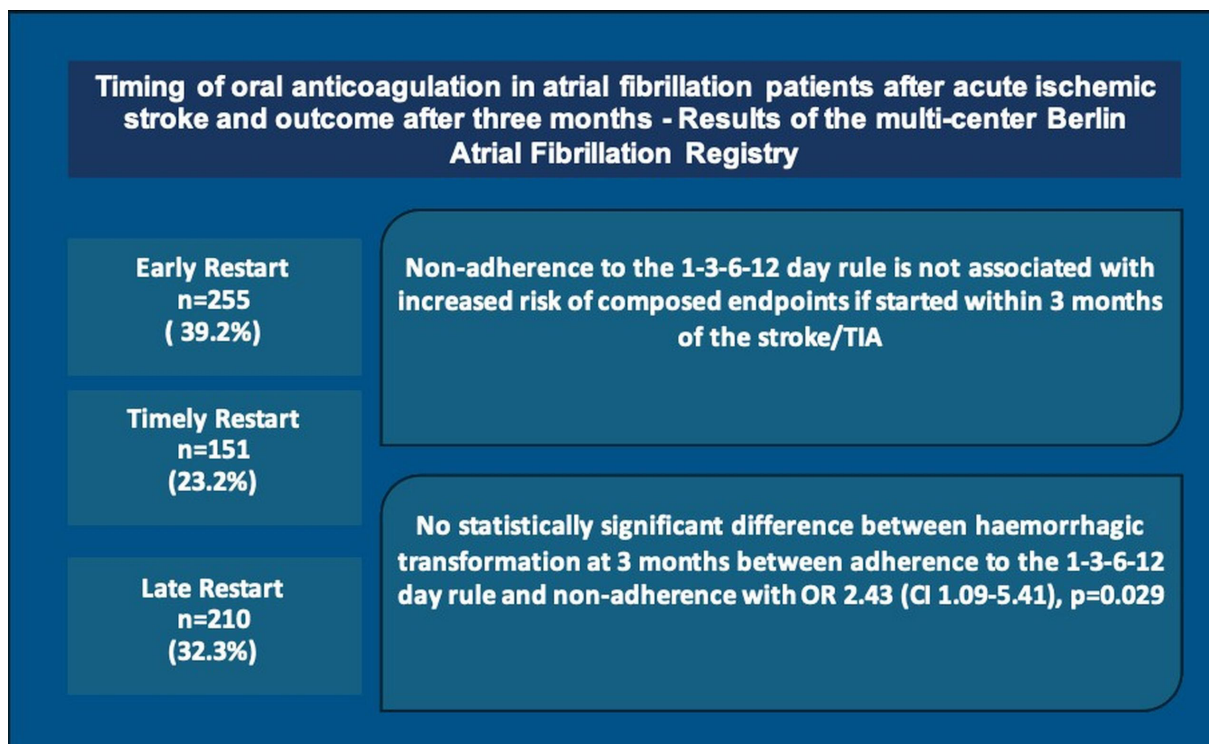 Timing of oral anticoagulation in atrial fibrillation patients after acute ischemic
stroke and outcome after three months - Results of the multi-center Berlin
Atrial Fibrillation Registry
Early Restart
n=255
( 39.2%)
Timely Restart
n=151
(23.2%)
Late Restart
n=210
(32.3%)
Non-adherence to the 1-3-6-12 day rule is not associated with
increased risk of composed endpoints if started within 3 months
of the stroke/TIA
No statistically significant difference between haemorrhagic
transformation at 3 months between adherence to the 1-3-6-12
day rule and non-adherence with OR 2.43 (CI 1.09-5.41), p=0.029